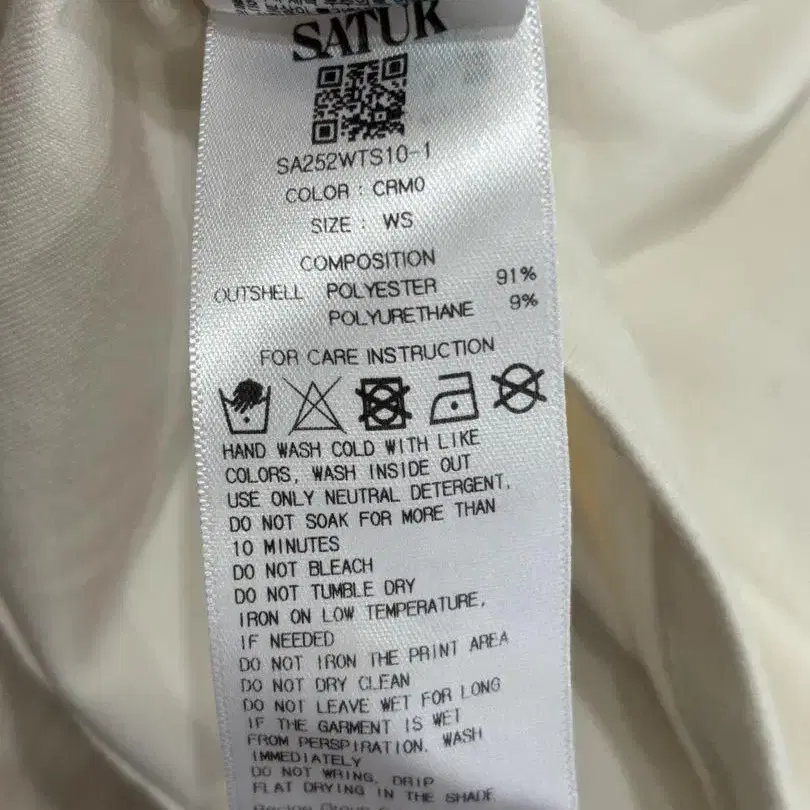 SATUR
SA252WTS10-1
COLOR : CRM0
SIZE : WS
COMPOSITION
OUTSHELL POLYESTER 91%
POLYURETHANE 9%
FOR CARE INSTRUCTION
HAND WASH COLD WITH LIKE
COLORS, WASH INSIDE OUT
USE ONLY NEUTRAL DETERGENT,
DO NOT SOAK FOR MORE THAN
10 MINUTES
DO NOT BLEACH
DO NOT TUMBLE DRY
IRON ON LOW TEMPERATURE,
IF NEEDED
DO NOT IRON THE PRINT AREA
DO NOT DRY CLEAN
DO NOT LEAVE WET FOR LONG
IF THE GARMENT IS WET
FROM PERSPIRATION, WASH
IMMEDIATELY
DO NOT WRING, DRIP
FLAT DRYING IN THE SHADE